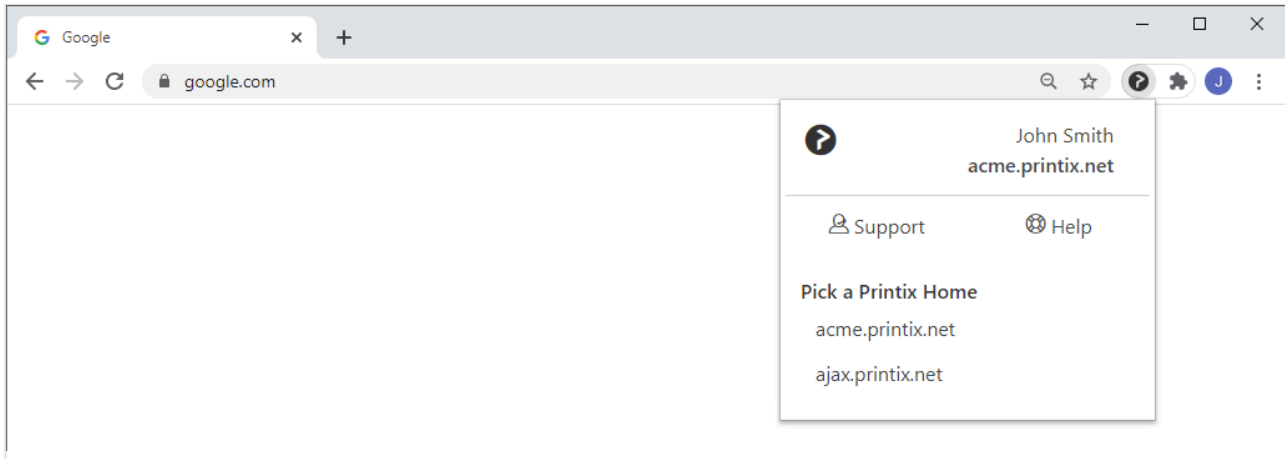 Google
google.com
J
John Smith
acme.printix.net
Support Help
Pick a Printix Home
acme.printix.net
ajax.printix.net